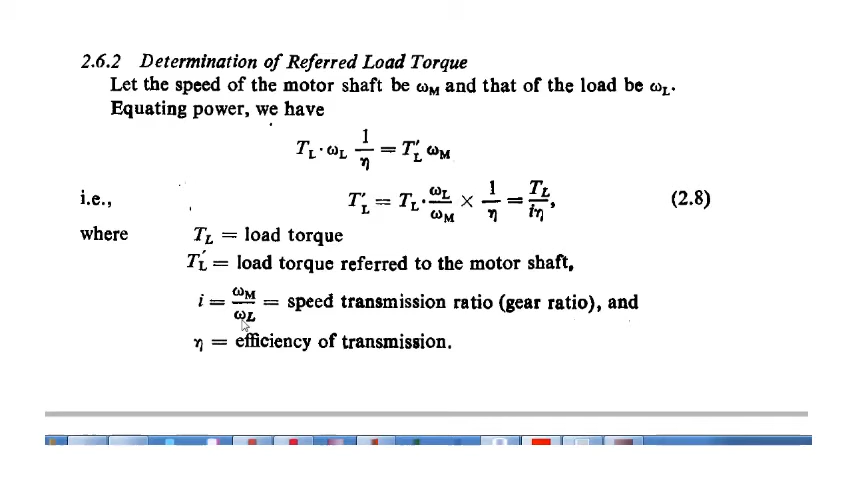 2.6.2 Determination of Referred Load Torque
Let the speed of the motor shaft be ωM and that of the load be ωL.
Equating power, we have
TL·ωL 1/η = T′L ωM
i.e., T′L = TL·ωL/ωM × 1/η = TL/iη, (2.8)
where TL = load torque
T′L = load torque referred to the motor shaft,
i = ωM/ωL = speed transmission ratio (gear ratio), and
η = efficiency of transmission.